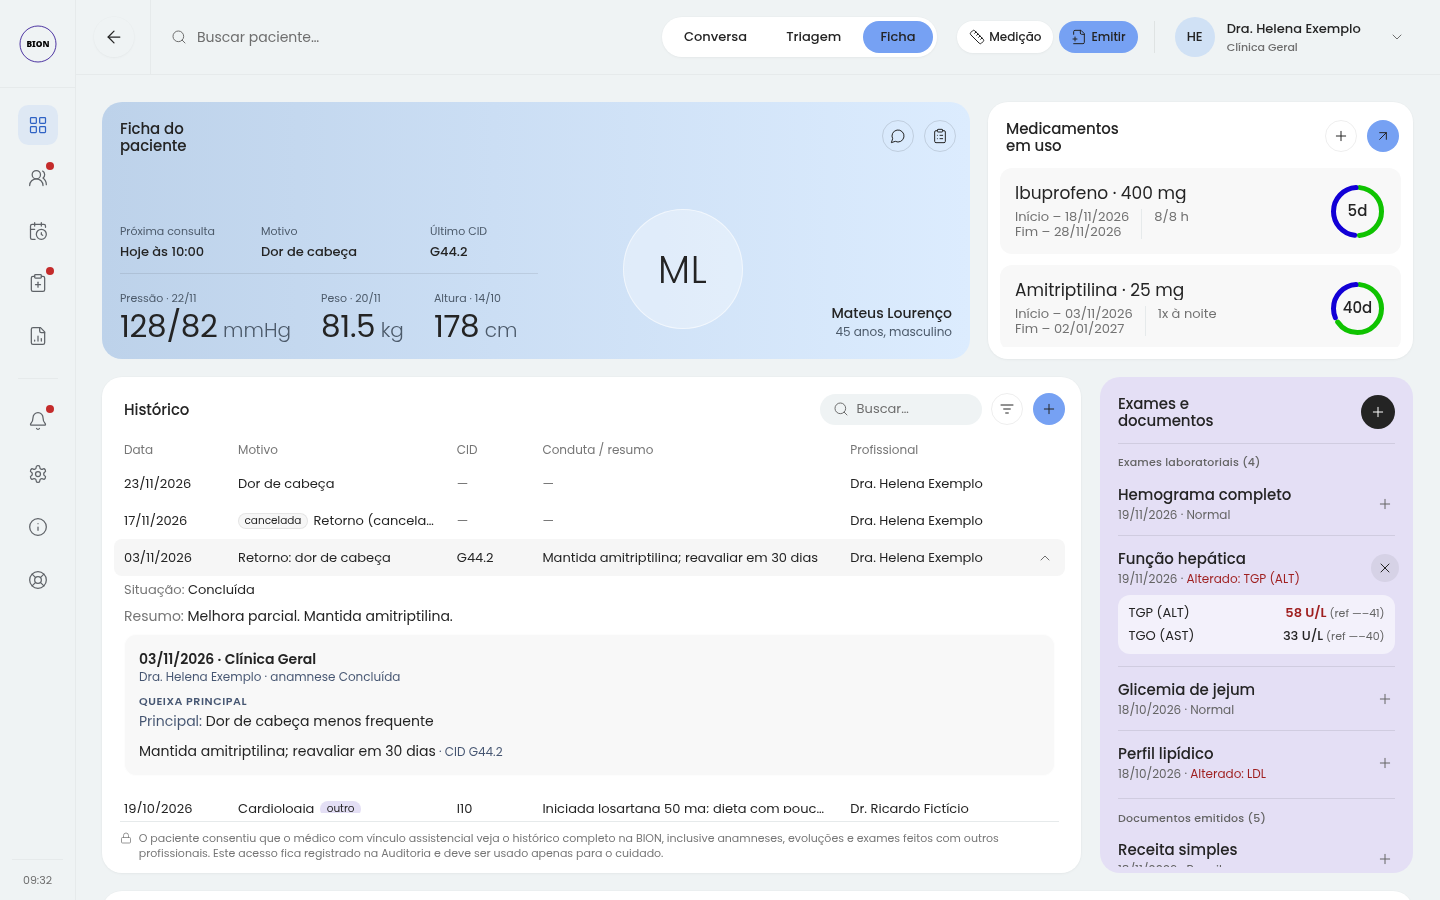 BION
Buscar paciente...
Conversa
Triagem
Ficha
Medição
Emitir
HE
Dra. Helena Exemplo
Clínica Geral
Ficha do
paciente
Próxima consulta
Motivo
Último CID
Hoje às 10:00
Dor de cabeça
G44.2
Pressão · 22/11
Peso · 20/11
Altura · 14/10
128/82 mmHg
81.5 kg
178 cm
ML
Mateus Lourenço
45 anos, masculino
Medicamentos
em uso
Ibuprofeno · 400 mg
Início – 18/11/2026
8/8 h
Fim – 28/11/2026
5d
Amitriptilina · 25 mg
Início – 03/11/2026
1x à noite
Fim – 02/01/2027
40d
Histórico
Buscar...
Data Motivo CID Conduta / resumo Profissional
23/11/2026 Dor de cabeça — — Dra. Helena Exemplo
17/11/2026 cancelada Retorno (cancela... — — Dra. Helena Exemplo
03/11/2026 Retorno: dor de cabeça G44.2 Mantida amitriptilina; reavaliar em 30 dias Dra. Helena Exemplo
Situação: Concluída
Resumo: Melhora parcial. Mantida amitriptilina.
03/11/2026 · Clínica Geral
Dra. Helena Exemplo · anamnese Concluída
QUEIXA PRINCIPAL
Principal: Dor de cabeça menos frequente
Mantida amitriptilina; reavaliar em 30 dias · CID G44.2
19/10/2026 Cardiologia outro I10 Iniciada losartana 50 mg; dieta com pouc... Dr. Ricardo Fictício
O paciente consentiu que o médico com vínculo assistencial veja o histórico completo na BION, inclusive anamneses, evoluções e exames feitos com outros
profissionais. Este acesso fica registrado na Auditoria e deve ser usado apenas para o cuidado.
Exames e
documentos
Exames laboratoriais (4)
Hemograma completo
19/11/2026 · Normal
Função hepática
19/11/2026 · Alterado: TGP (ALT)
TGP (ALT) 58 U/L (ref —–41)
TGO (AST) 33 U/L (ref —–40)
Glicemia de jejum
18/10/2026 · Normal
Perfil lipídico
18/10/2026 · Alterado: LDL
Documentos emitidos (5)
Receita simples
09:32